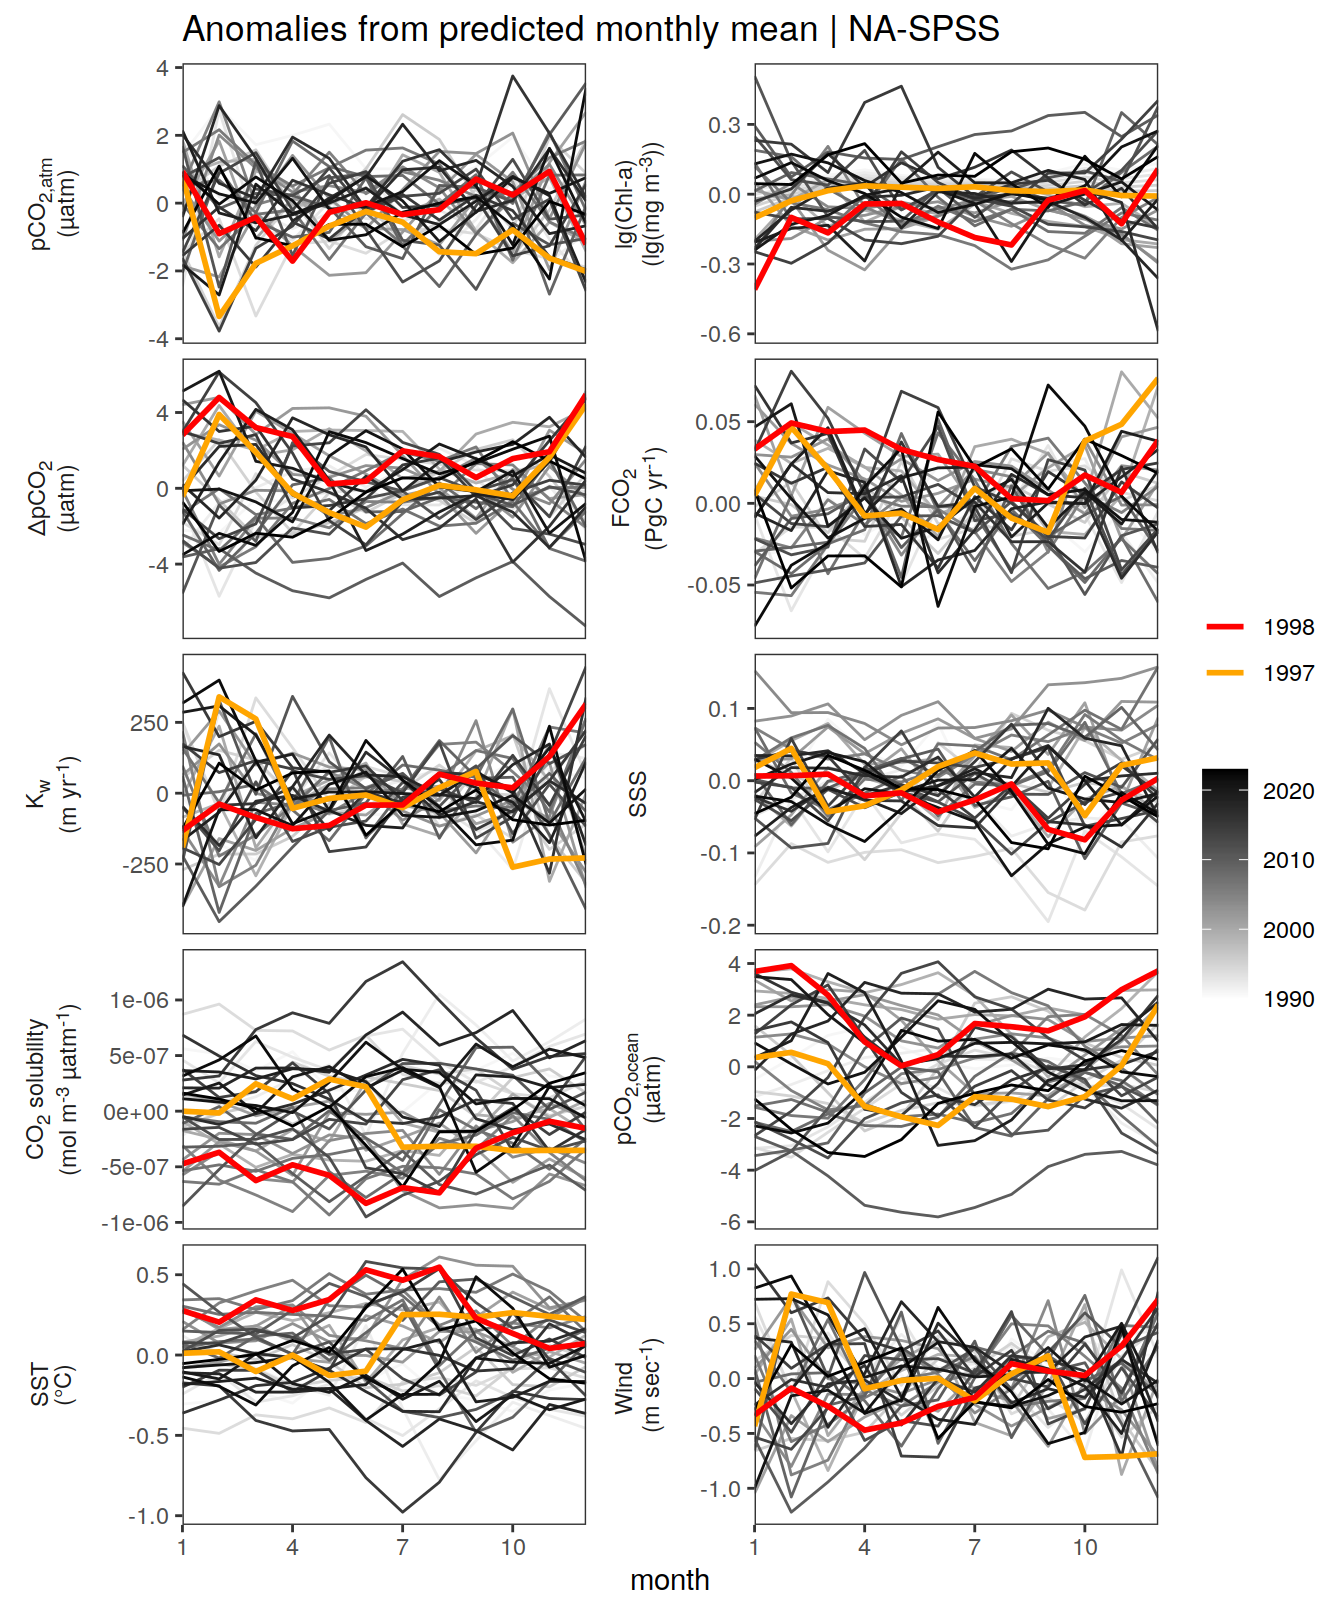 Anomalies from predicted monthly mean | NA-SPSS
pCO2,atm
(µatm)
4
2
0
-2
-4
lg(Chl-a)
(lg(mg m-3))
0.3
0.0
-0.3
-0.6
ΔpCO2
(µatm)
4
0
-4
FCO2
(PgC yr-1)
0.05
0.00
-0.05
Kw
(m yr-1)
250
0
-250
SSS
0.1
0.0
-0.1
-0.2
CO2 solubility
(mol m-3 µatm-1)
1e-06
5e-07
0e+00
-5e-07
-1e-06
pCO2,ocean
(µatm)
4
2
0
-2
-4
-6
SST
(°C)
0.5
0.0
-0.5
-1.0
Wind
(m sec-1)
1.0
0.5
0.0
-0.5
-1.0
1 4 7 10
1 4 7 10
month
1998
1997
2020
2010
2000
1990